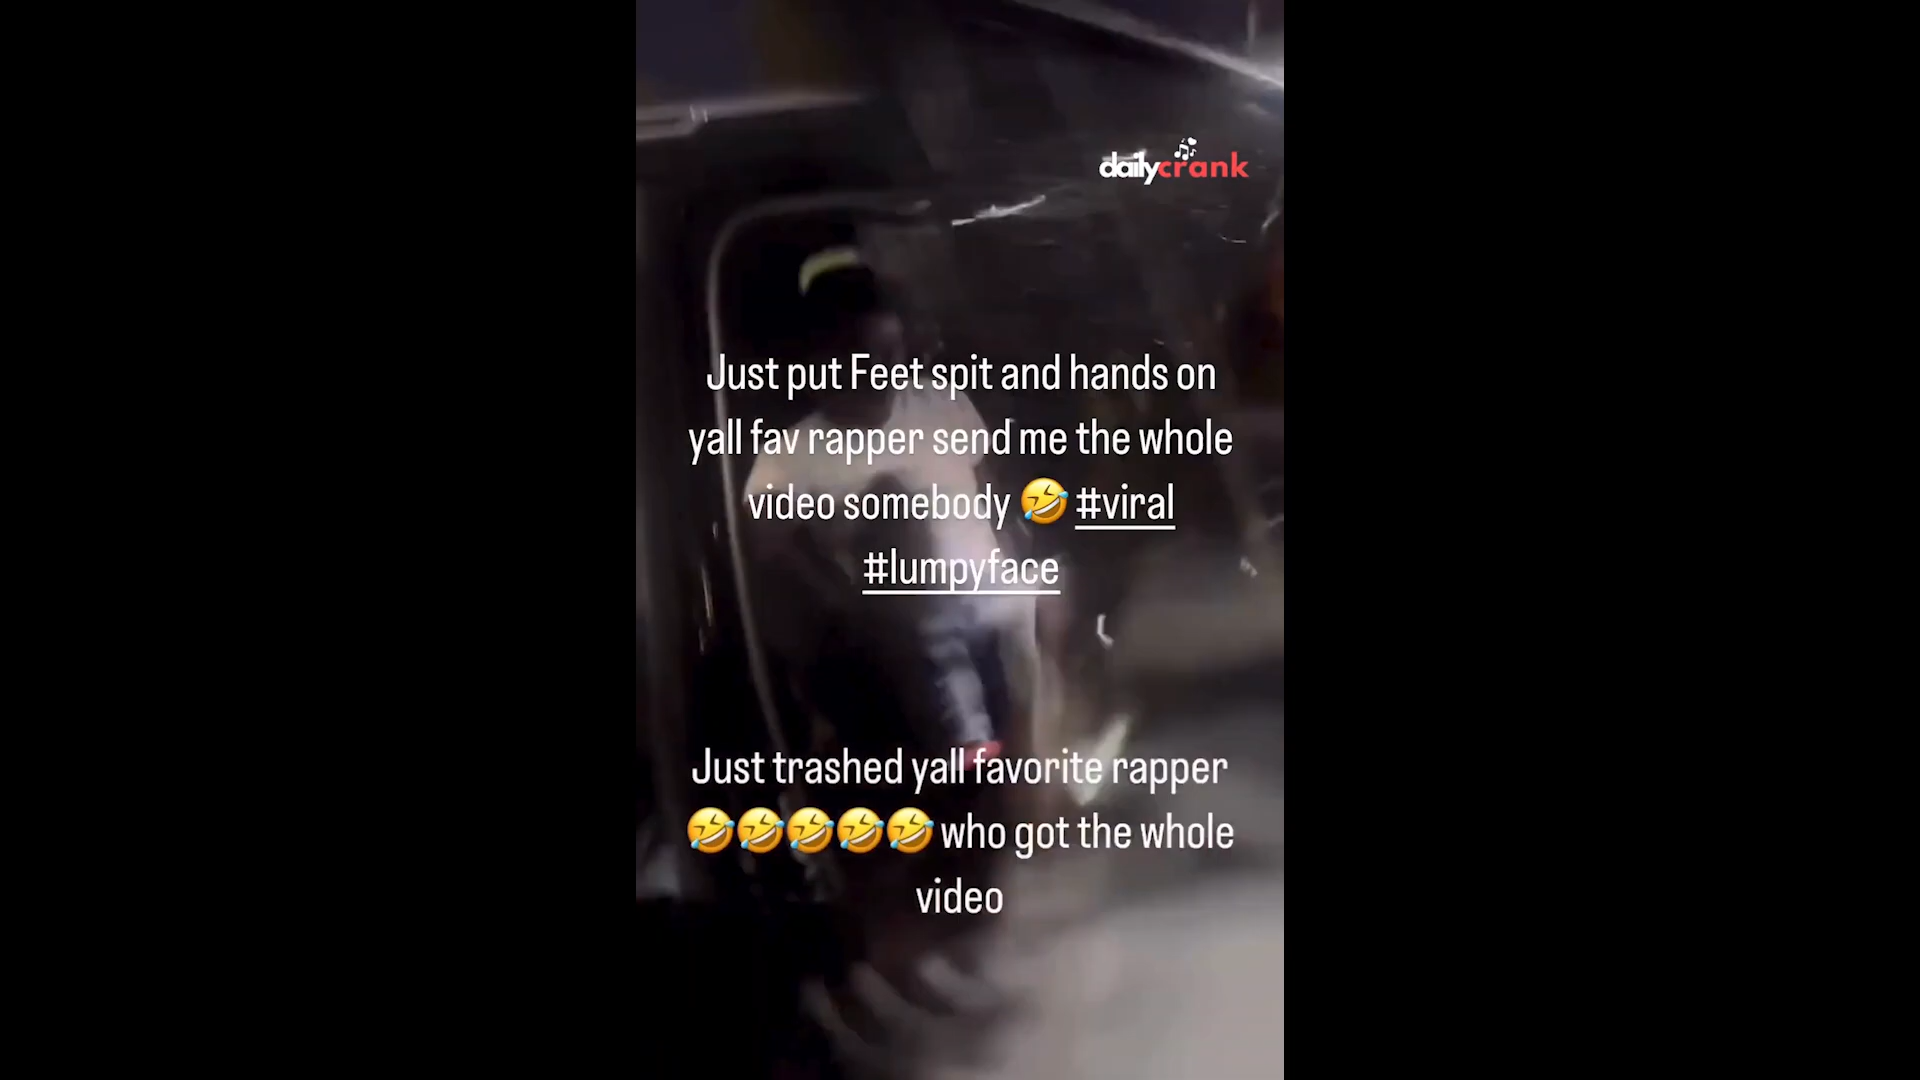 dailycrank
Just put Feet spit and hands on
yall fav rapper send me the whole
video somebody 🤣 #viral
#lumpyface
Just trashed yall favorite rapper
🤣🤣🤣🤣🤣 who got the whole
video